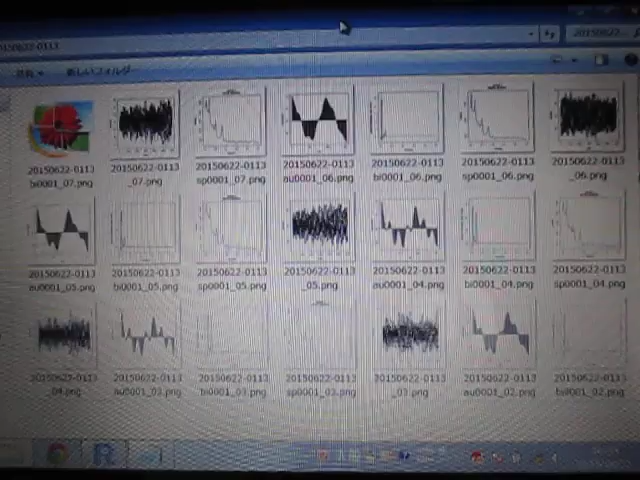 20150622-0113
新しいフォルダー
20150622-0113
bi0001_07.png
20150622-0113
_07.png
20150622-0113
sp0001_07.png
20150622-0113
au0001_06.png
20150622-0113
bi0001_06.png
20150622-0113
sp0001_06.png
20150622-0113
_06.png
20150622-0113
au0001_05.png
20150622-0113
bi0001_05.png
20150622-0113
sp0001_05.png
20150622-0113
_05.png
20150622-0113
au0001_04.png
20150622-0113
bi0001_04.png
20150622-0113
sp0001_04.png
20150622-0113
_04.png
20150622-0113
au0001_03.png
20150622-0113
bi0001_03.png
20150622-0113
sp0001_03.png
20150622-0113
_03.png
20150622-0113
au0001_02.png
20150622-0113
bi0001_02.png